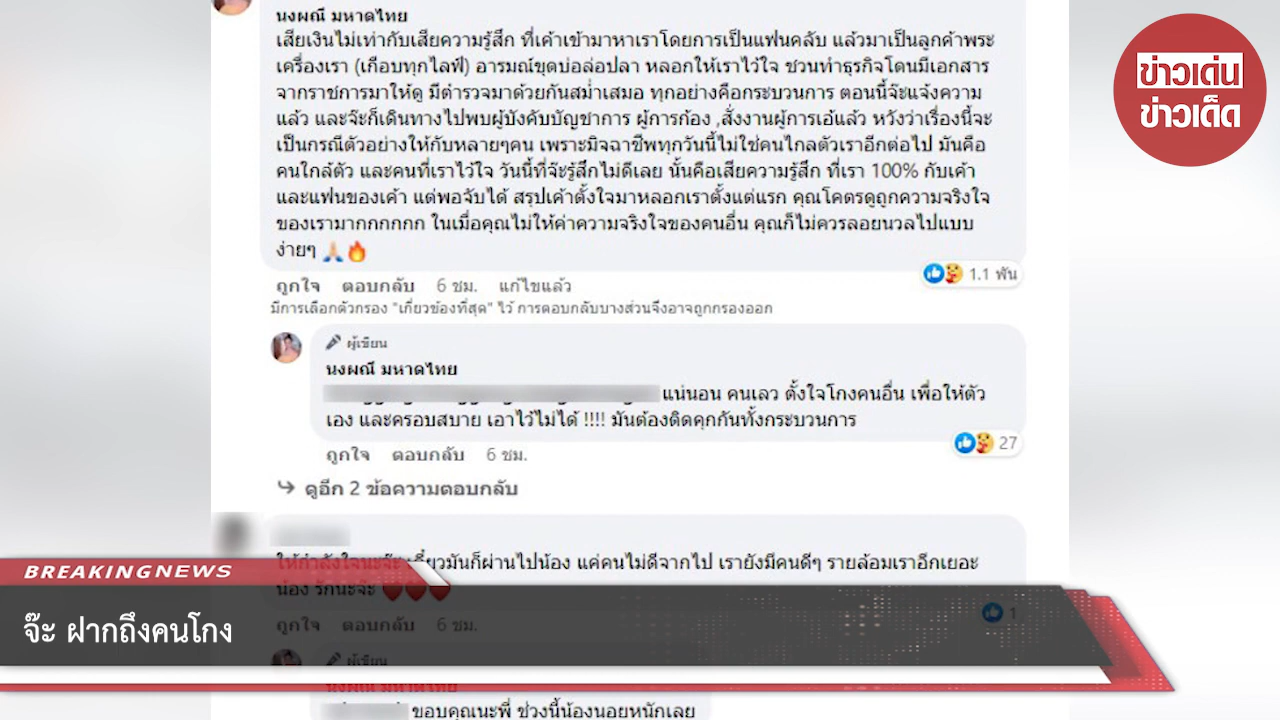 นงผณี มหาดไทย
เสียเงินไม่เท่ากับเสียความรู้สึก ที่เค้าเข้ามาหาเราโดยการเป็นแฟนคลับ แล้วมาเป็นลูกค้าพระ
เครื่องเรา (เกือบทุกไลฟ์) อารมณ์ขุดบ่อล่อปลา หลอกให้เราไว้ใจ ชวนทำธุรกิจโดนมีเอกสาร
จากราชการมาให้ดู มีตำรวจมาด้วยกันสม่ำเสมอ ทุกอย่างคือกระบวนการ ตอนนี้จ๊ะแจ้งความ
แล้ว และจ๊ะก็เดินทางไปพบผู้บังคับบัญชาการ ผู้การก้อง ,สั่งงานผู้การเอ้แล้ว หวังว่าเรื่องนี้จะ
เป็นกรณีตัวอย่างให้กับหลายๆคน เพราะมิจฉาชีพทุกวันนี้ไม่ใช่คนไกลตัวเราอีกต่อไป มันคือ
คนใกล้ตัว และคนที่เราไว้ใจ วันนี้ที่จ๊ะรู้สึกไม่ดีเลย นั้นคือเสียความรู้สึก ที่เรา 100% กับเค้า
และแฟนของเค้า แต่พอจับได้ สรุปเค้าตั้งใจมาหลอกเราตั้งแต่แรก คุณโคตรดูถูกความจริงใจ
ของเรามากกกกกก ในเมื่อคุณไม่ให้ค่าความจริงใจของคนอื่น คุณก็ไม่ควรลอยนวลไปแบบ
ง่ายๆ 🙏🏻🔥
1.1 พัน
ถูกใจ ตอบกลับ 6 ชม. แก้ไขแล้ว
มีการเลือกตัวกรอง "เกี่ยวข้องที่สุด" ไว้ การตอบกลับบางส่วนจึงอาจถูกกรองออก
ผู้เขียน
นงผณี มหาดไทย
แน่นอน คนเลว ตั้งใจโกงคนอื่น เพื่อให้ตัว
เอง และครอบสบาย เอาไว้ไม่ได้ !!!! มันต้องติดคุกกันทั้งกระบวนการ
27
ถูกใจ ตอบกลับ 6 ชม.
ดูอีก 2 ข้อความตอบกลับ
ให้กำลังใจนะจ๊ะ เดี๋ยวมันก็ผ่านไปน้อง แค่คนไม่ดีจากไป เรายังมีคนดีๆ รายล้อมเราอีกเยอะ
น้อง รักนะจ๊ะ ❤️❤️❤️
1
ถูกใจ ตอบกลับ 6 ชม.
ผู้เขียน
นงผณี มหาดไทย
ขอบคุณนะพี่ ช่วงนี้น้องนอยหนักเลย
ข่าวเด่น
ข่าวเด็ด
BREAKING NEWS
จ๊ะ ฝากถึงคนโกง